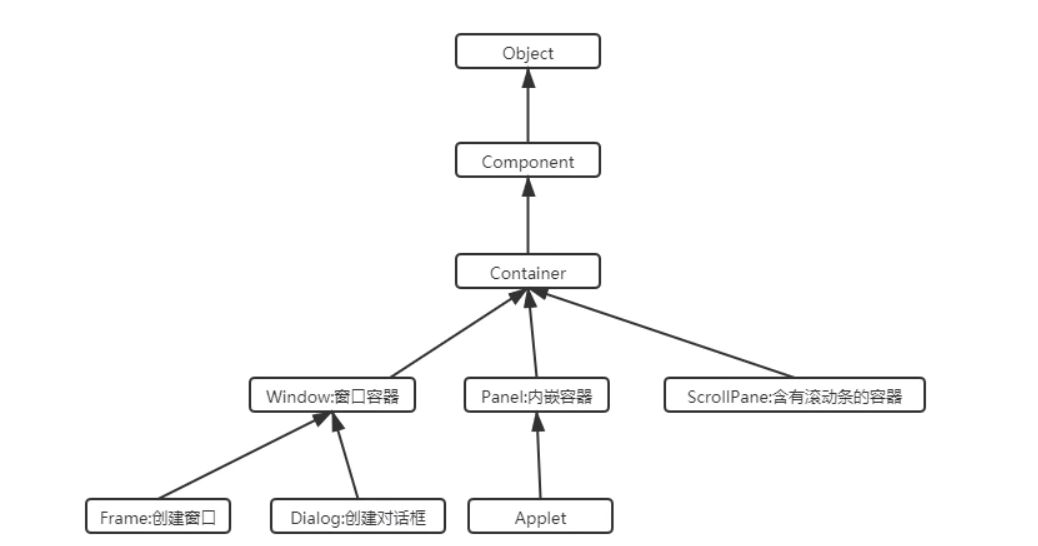 Object
Component
Container
Window:窗口容器
Panel:内嵌容器
ScrollPane:含有滚动条的容器
Frame:创建窗口
Dialog:创建对话框
Applet